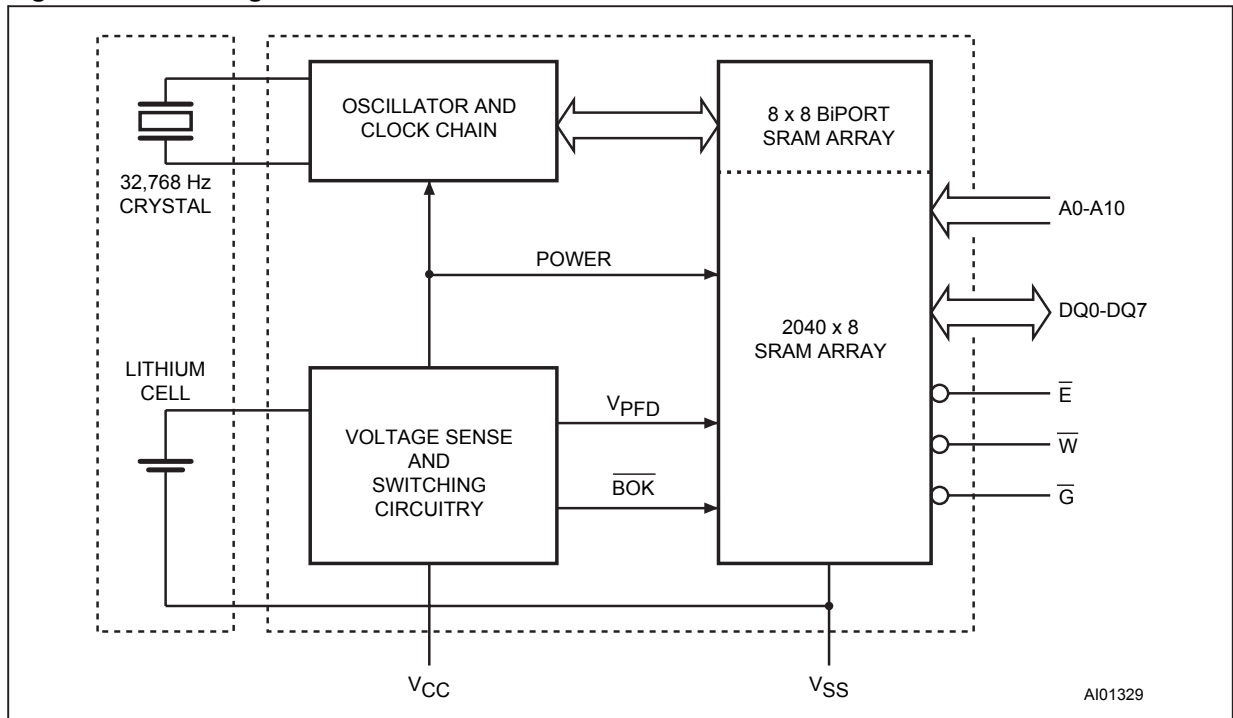 OSCILLATOR AND
CLOCK CHAIN
8 x 8 BiPORT
SRAM ARRAY
32,768 Hz
CRYSTAL
A0-A10
POWER
2040 x 8
SRAM ARRAY
DQ0-DQ7
LITHIUM
CELL
VOLTAGE SENSE
AND
SWITCHING
CIRCUITRY
VPFD
B̅O̅K̅
E̅
W̅
G̅
VCC
VSS
AI01329